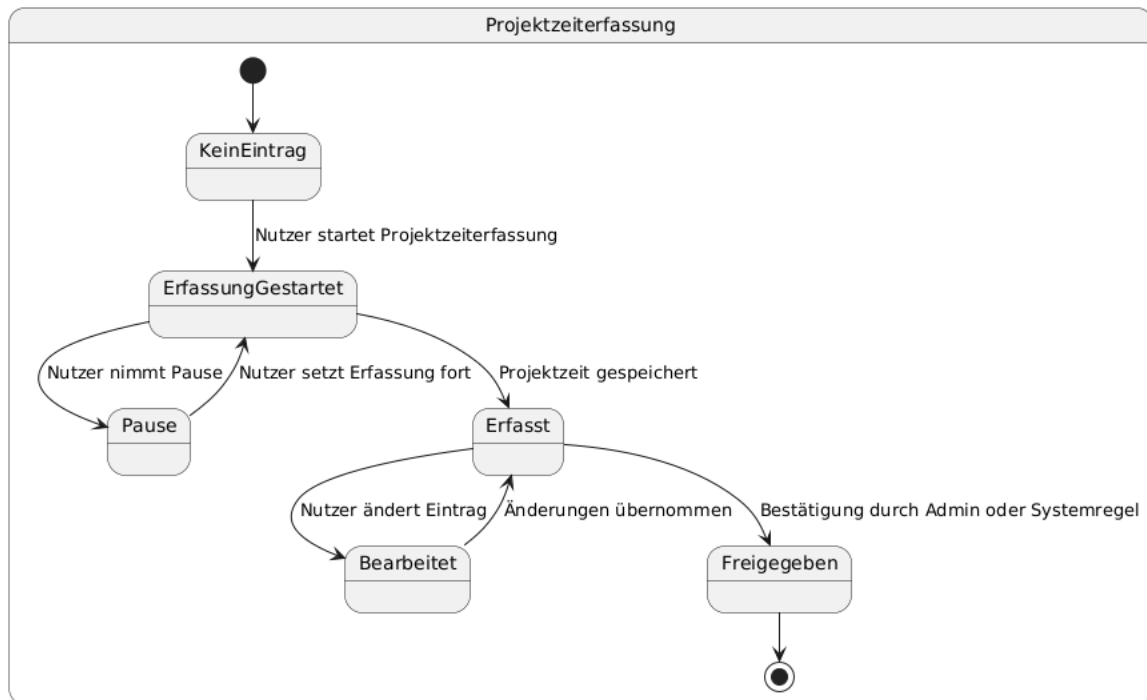 Projektzeiterfassung
KeinEintrag
Nutzer startet Projektzeiterfassung
ErfassungGestartet
Nutzer nimmt Pause
Nutzer setzt Erfassung fort
Projektzeit gespeichert
Pause
Erfasst
Nutzer ändert Eintrag
Änderungen übernommen
Bestätigung durch Admin oder Systemregel
Bearbeitet
Freigegeben